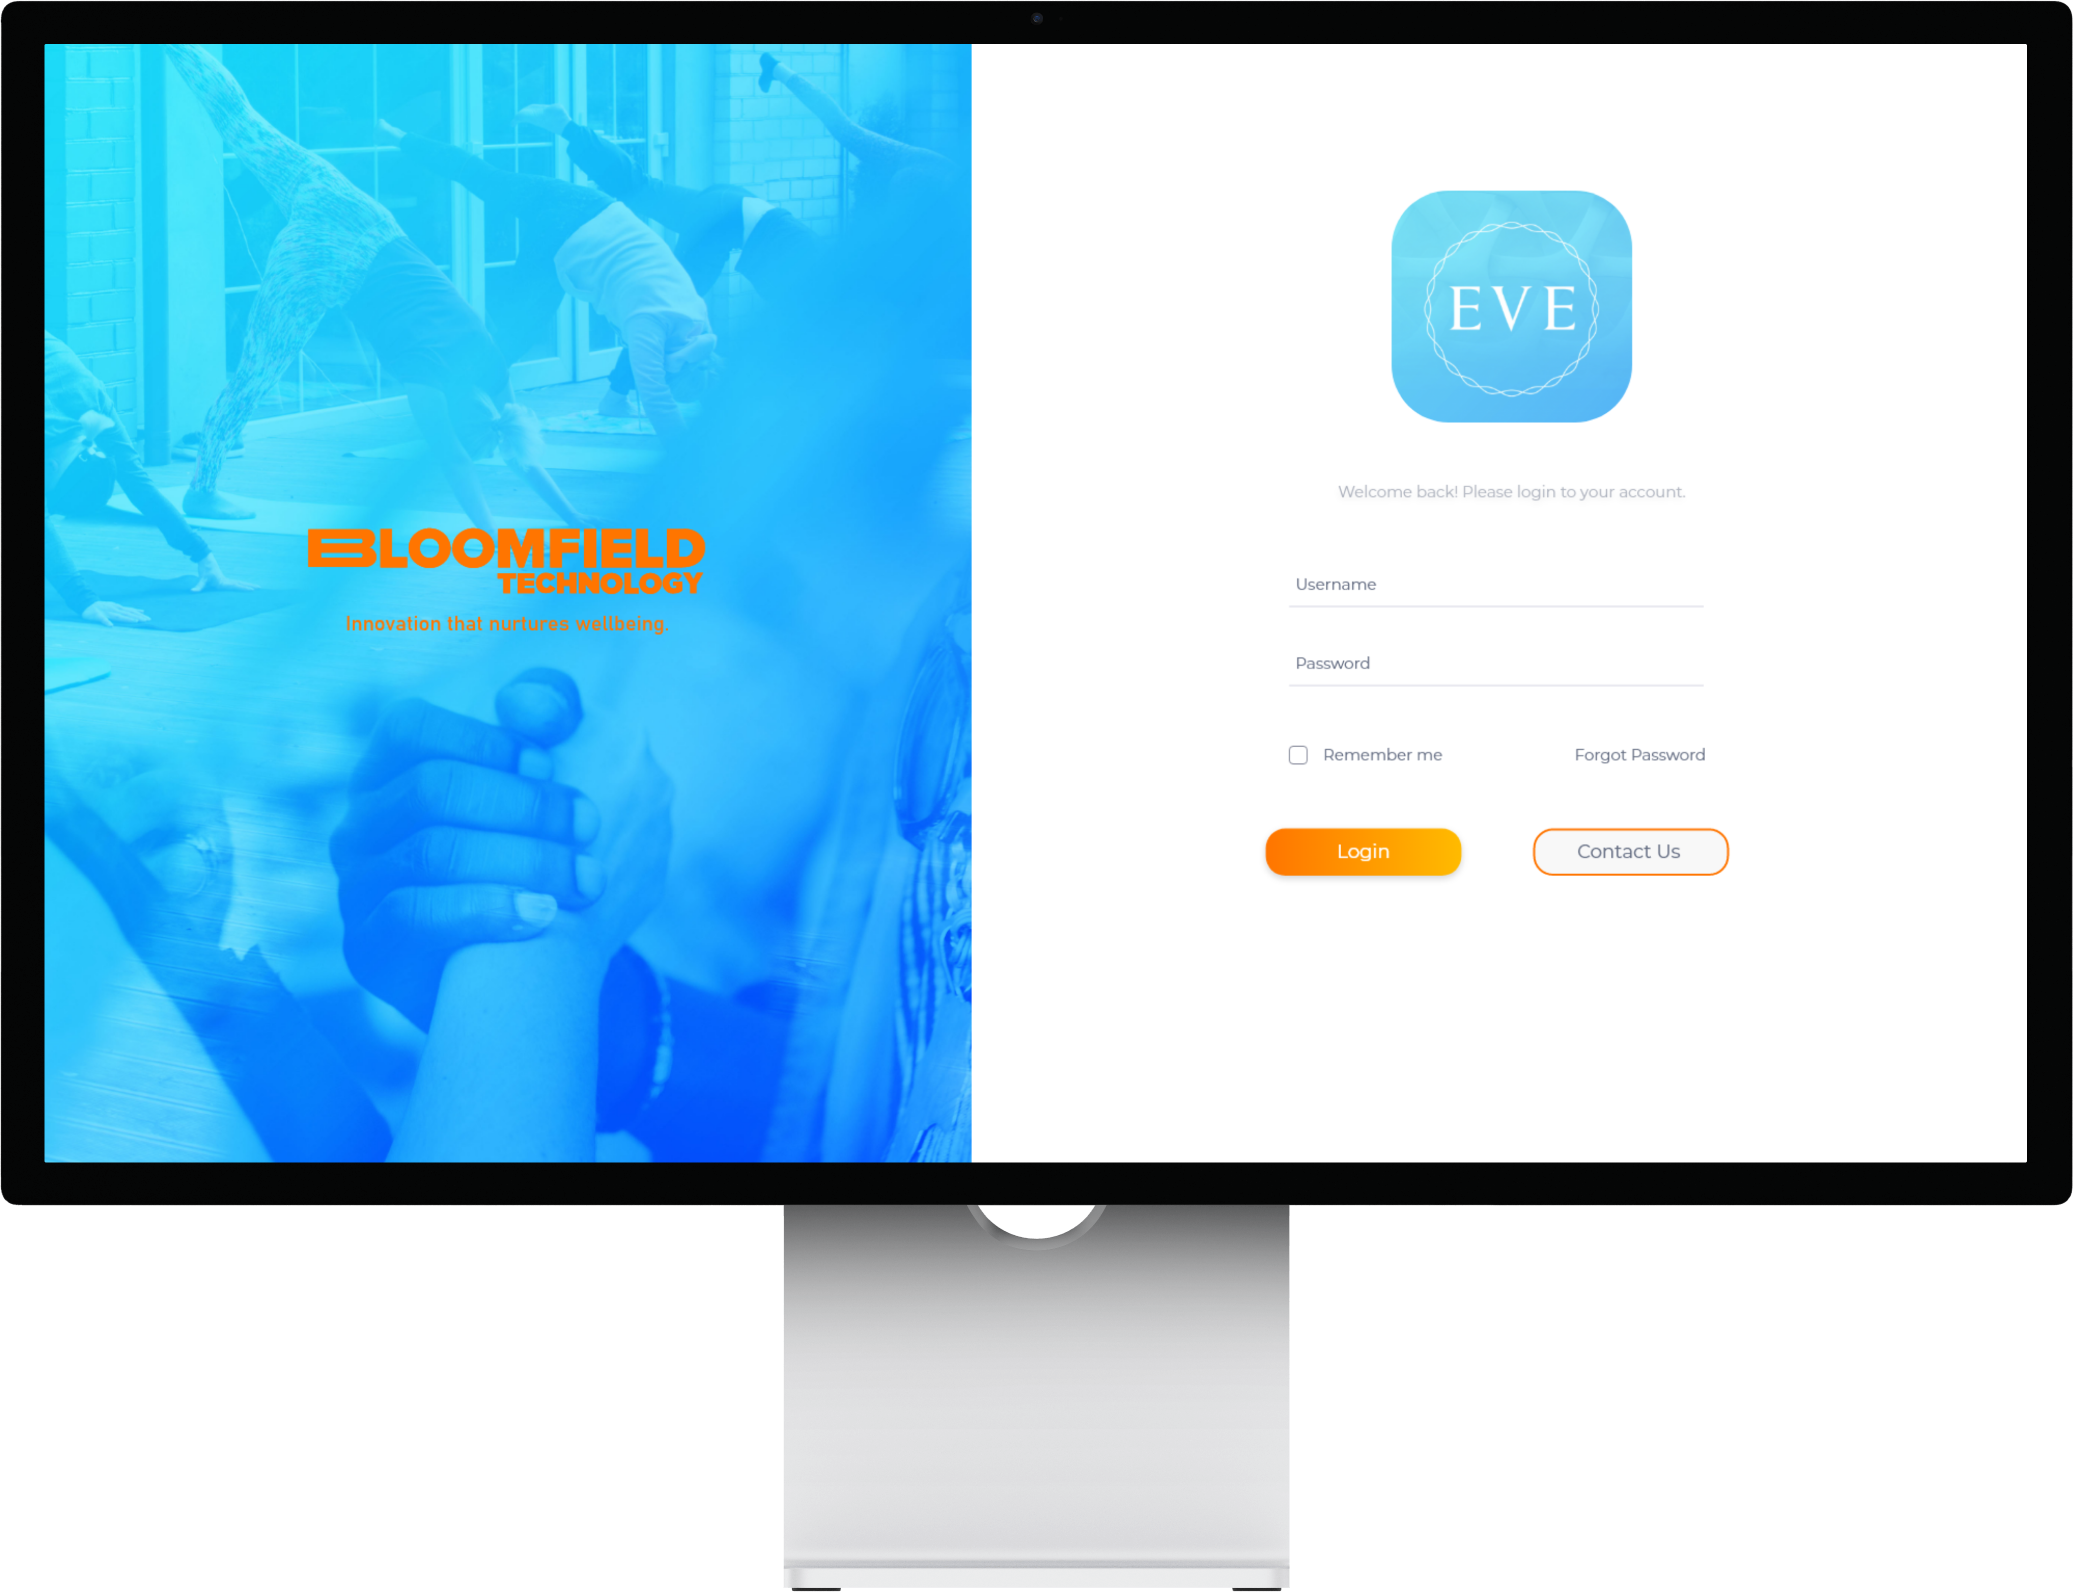 BLOOMFIELD
TECHNOLOGY
Innovation that nurtures wellbeing.
EVE
Welcome back! Please login to your account.
Username
Password
Remember me
Forgot Password
Login
Contact Us